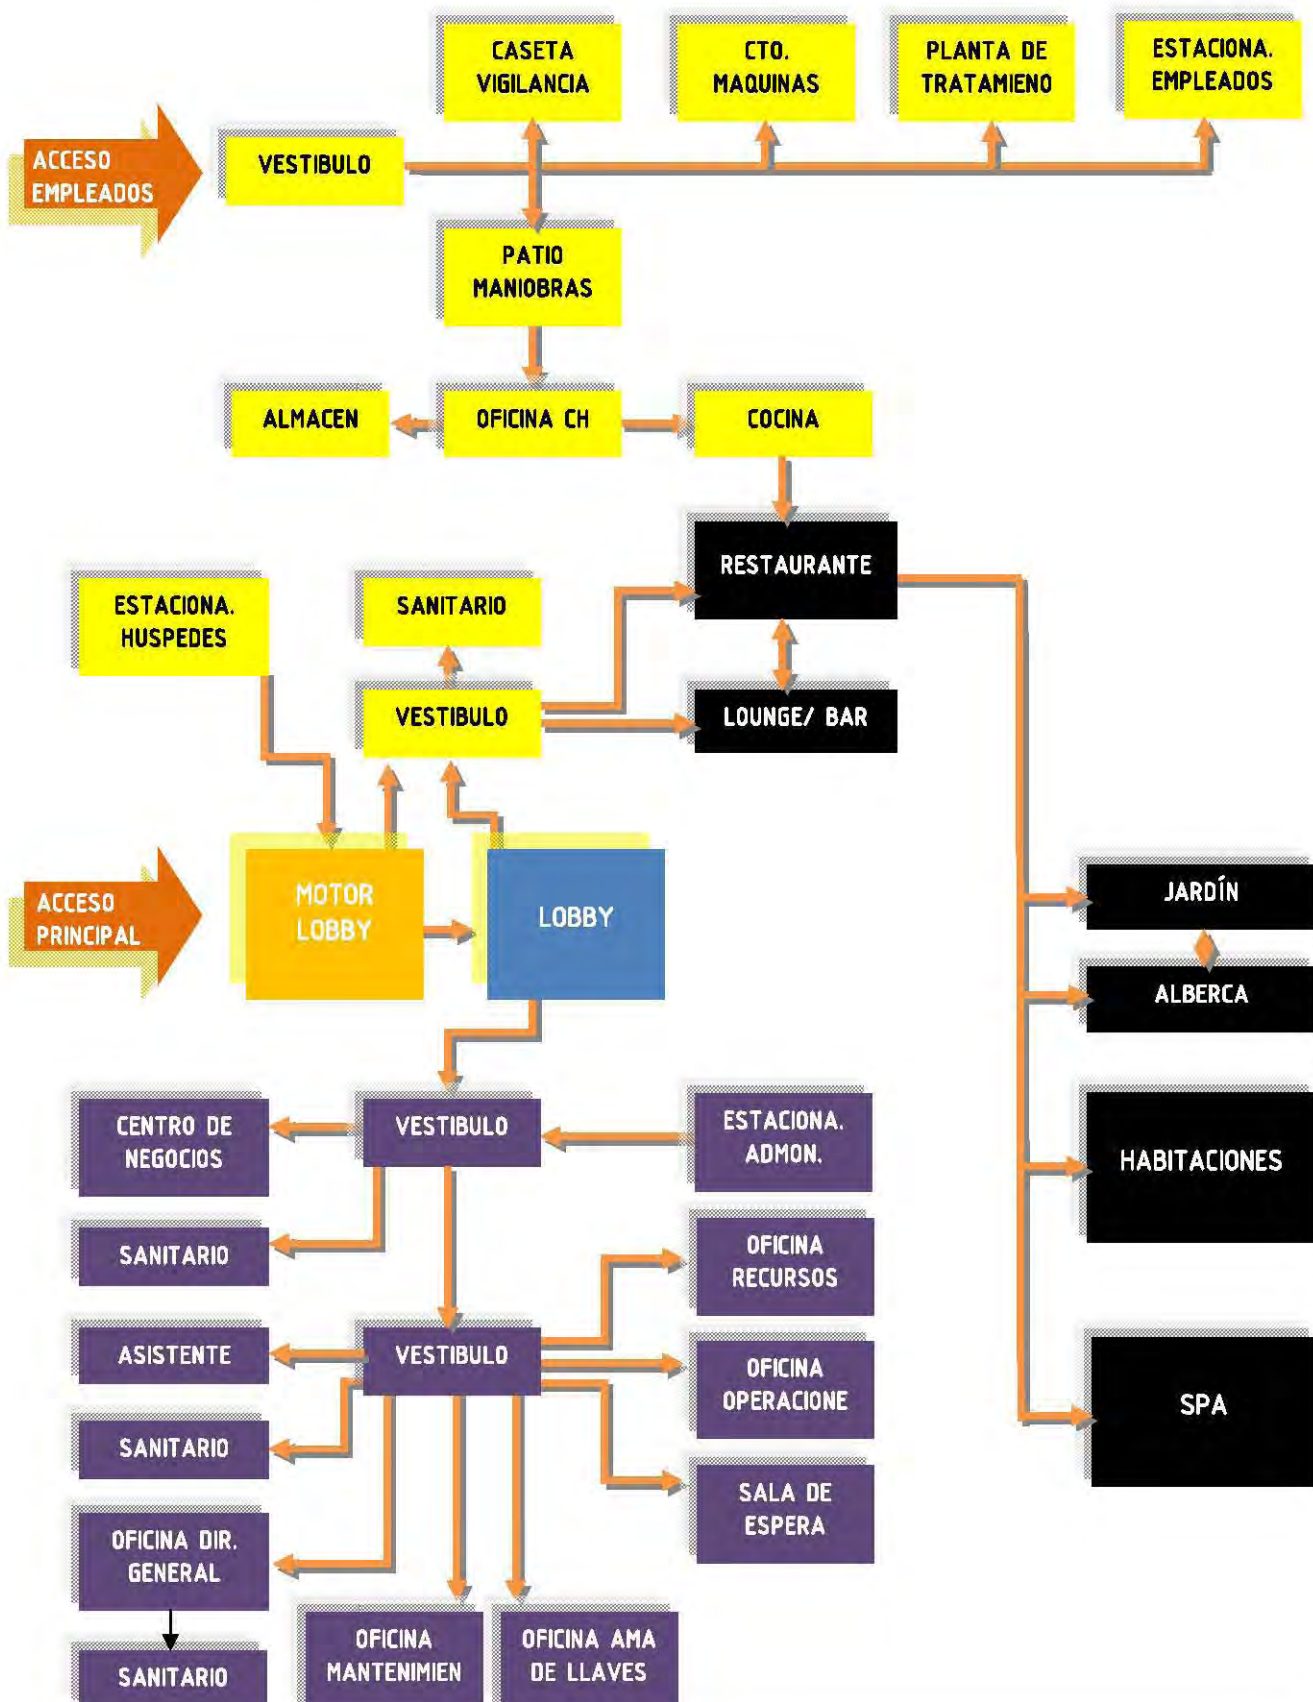 CASETA
VIGILANCIA
CTO.
MAQUINAS
PLANTA DE
TRATAMIENO
ESTACIONA.
EMPLEADOS
ACCESO
EMPLEADOS
VESTIBULO
PATIO
MANIOBRAS
ALMACEN
OFICINA CH
COCINA
RESTAURANTE
ESTACIONA.
HUSPEDES
SANITARIO
VESTIBULO
LOUNGE/ BAR
ACCESO
PRINCIPAL
MOTOR
LOBBY
LOBBY
JARDÍN
ALBERCA
CENTRO DE
NEGOCIOS
VESTIBULO
ESTACIONA.
ADMON.
HABITACIONES
SANITARIO
OFICINA
RECURSOS
ASISTENTE
VESTIBULO
OFICINA
OPERACIONE
SPA
SANITARIO
SALA DE
ESPERA
OFICINA DIR.
GENERAL
SANITARIO
OFICINA
MANTENIMIEN
OFICINA AMA
DE LLAVES